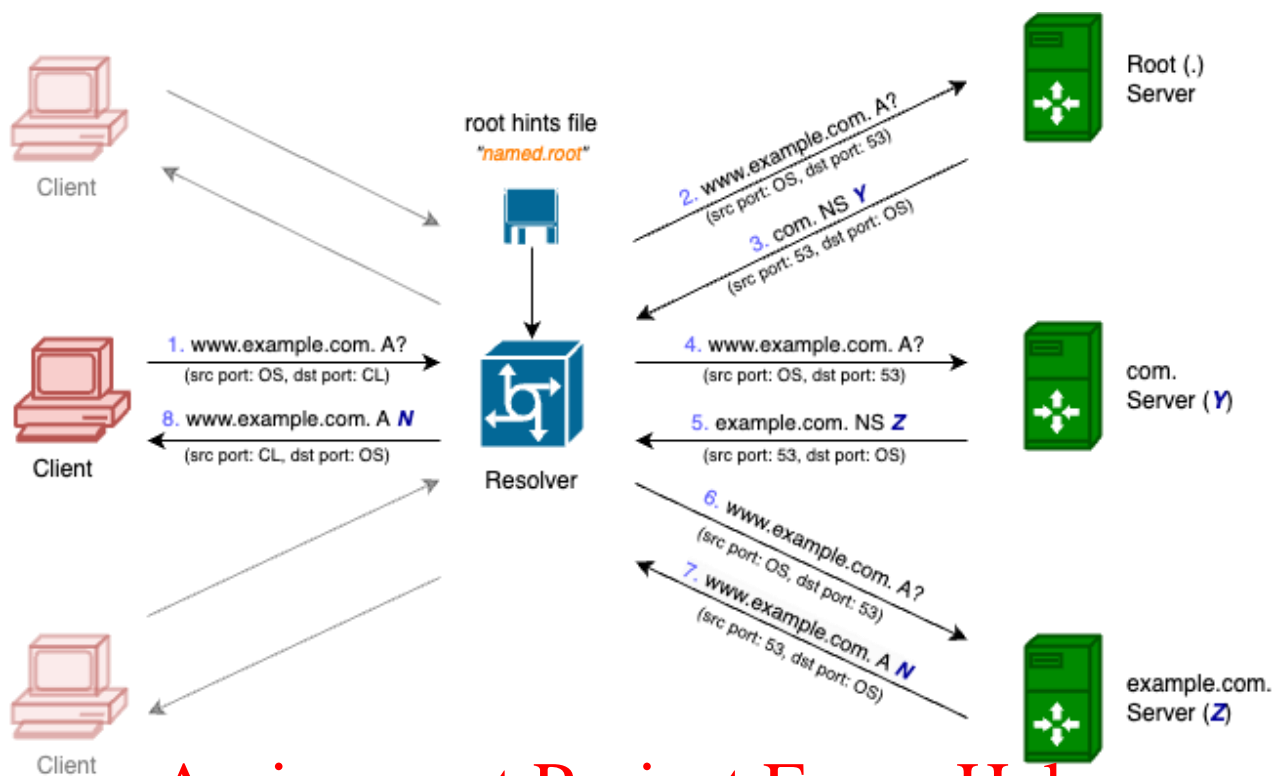 Root (.)
Server
root hints file
"named.root"
2. www.example.com. A?
(src port: OS, dst port: 53)
3. com. NS Y
(src port: 53, dst port: OS)
Client
1. www.example.com. A?
(src port: OS, dst port: CL)
8. www.example.com. A N
(src port: CL, dst port: OS)
Client
Resolver
4. www.example.com. A?
(src port: OS, dst port: 53)
5. example.com. NS Z
(src port: 53, dst port: OS)
com.
Server (Y)
6. www.example.com. A?
(src port: OS, dst port: 53)
7. www.example.com. A N
(src port: 53, dst port: OS)
example.com.
Server (Z)
Client
Project Exam